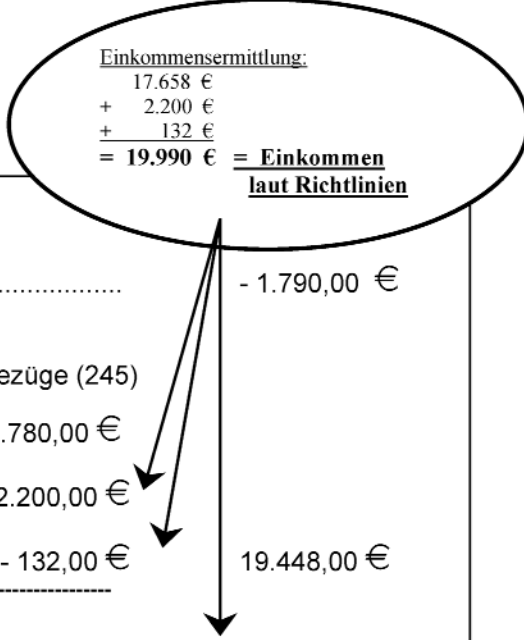 Einkommensermittlung:
17.658 €
+ 2.200 €
+ 132 €
= 19.990 € = Einkommen
laut Richtlinien
.................. - 1.790,00 €
ezüge (245)
.780,00 €
2.200,00 €
- 132,00 € 19.448,00 €
----------------